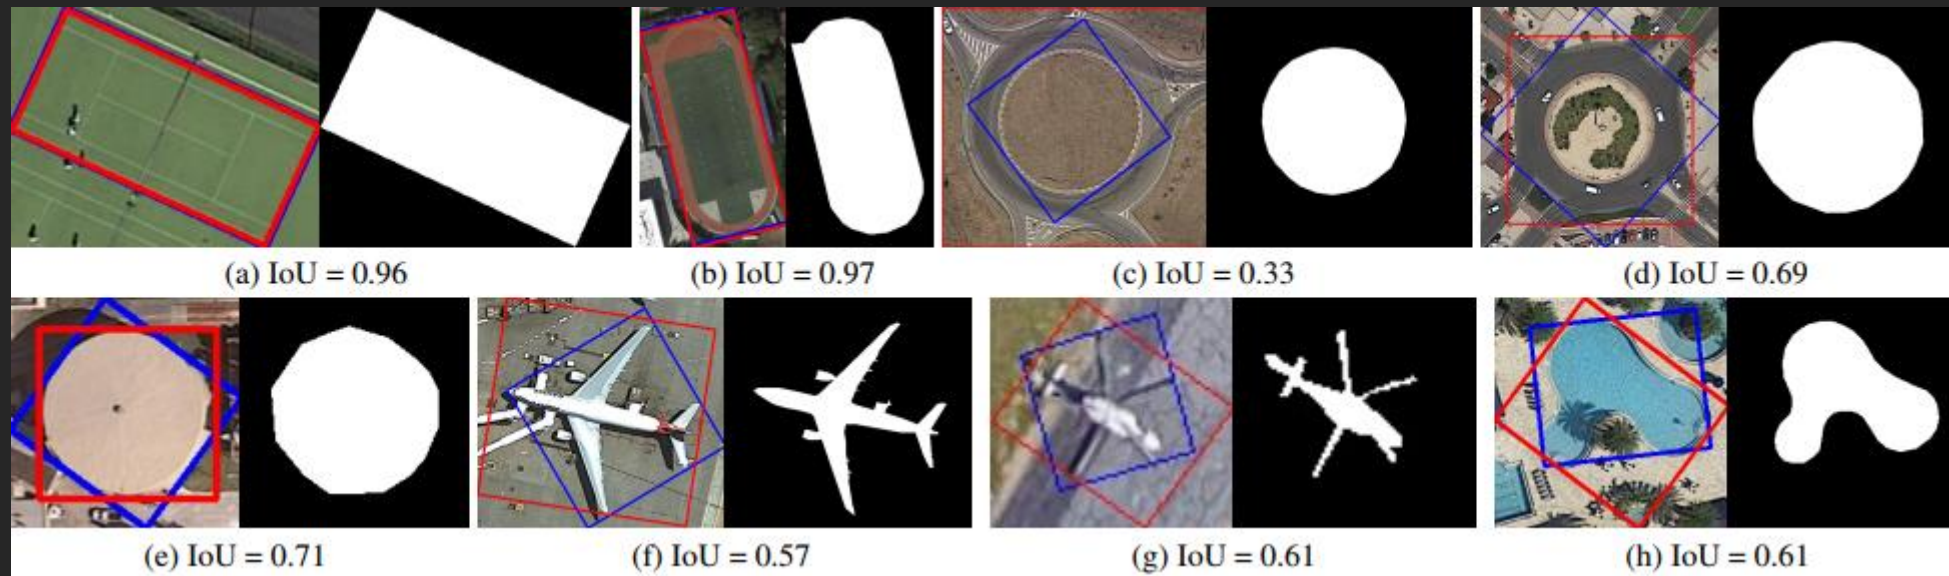 (a) IoU = 0.96 (b) IoU = 0.97 (c) IoU = 0.33 (d) IoU = 0.69
(e) IoU = 0.71 (f) IoU = 0.57 (g) IoU = 0.61 (h) IoU = 0.61